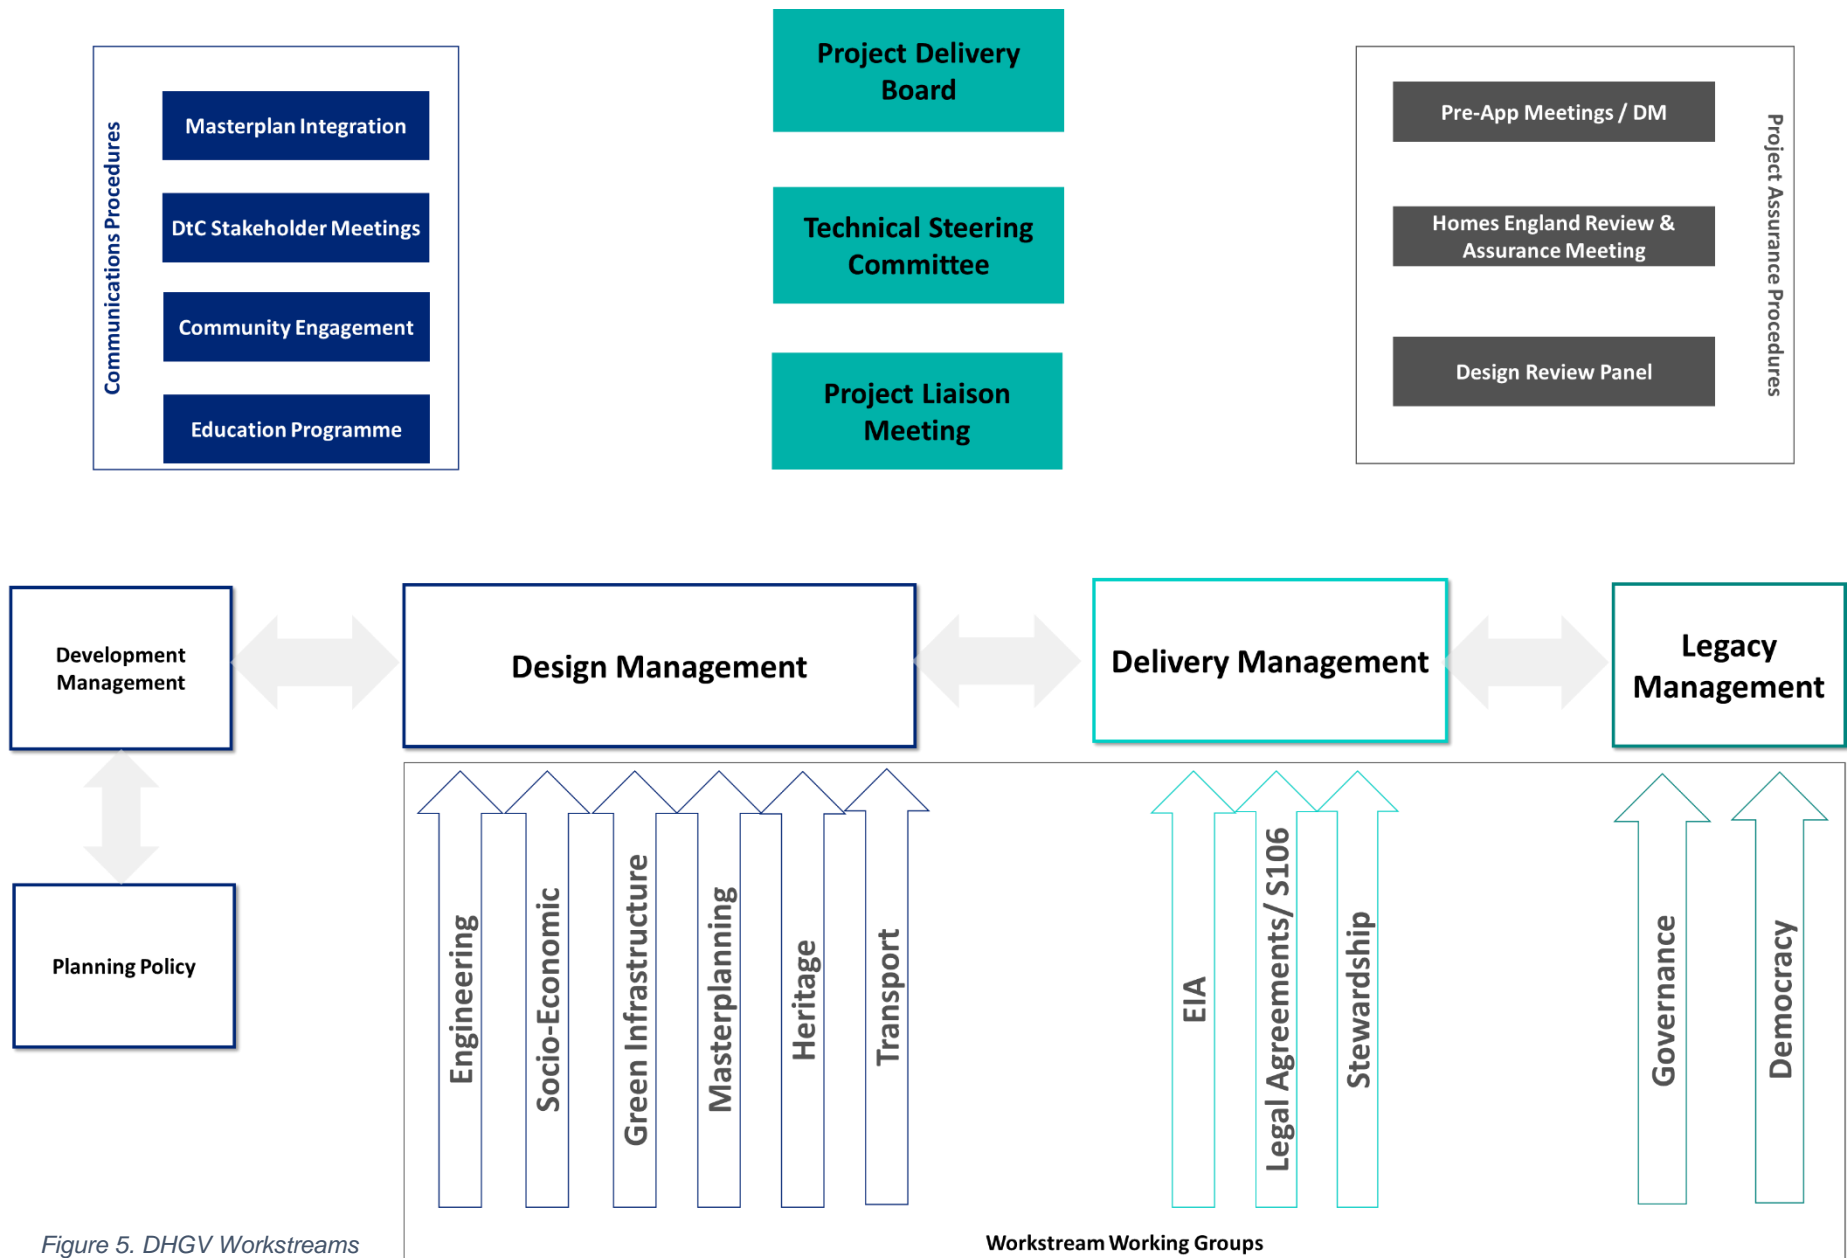 Communications Procedures
Masterplan Integration
DtC Stakeholder Meetings
Community Engagement
Education Programme
Project Delivery
Board
Technical Steering
Committee
Project Liaison
Meeting
Pre-App Meetings / DM
Homes England Review &
Assurance Meeting
Design Review Panel
Project Assurance Procedures
Development
Management
Design Management
Delivery Management
Legacy
Management
Planning Policy
Engineering
Socio-Economic
Green Infrastructure
Masterplanning
Heritage
Transport
EIA
Legal Agreements/ S106
Stewardship
Governance
Democracy
Workstream Working Groups
Figure 5. DHGV Workstreams